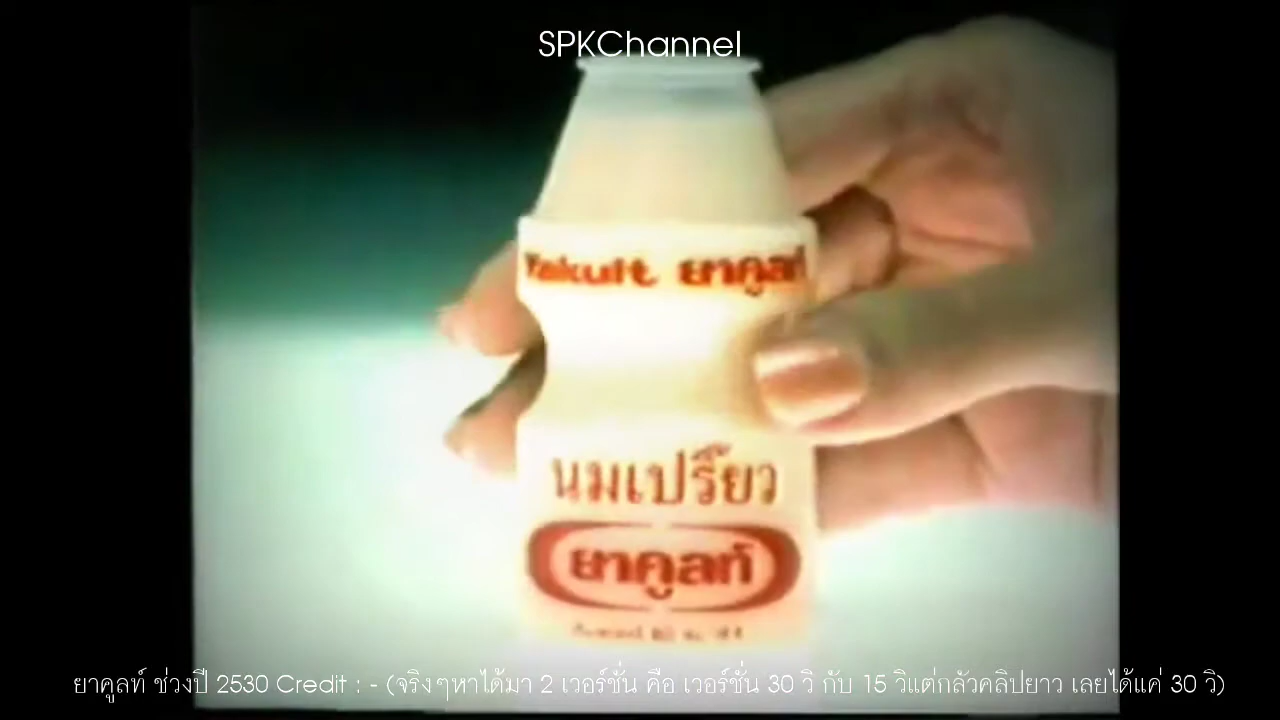 SPKChannel
Yakult ยาคูลท์
นมเปรี้ยว
ยาคูลท์
ยาคูลท์ ช่วงปี 2530 Credit : - (จริงๆหาได้มา 2 เวอร์ชั่น คือ เวอร์ชั่น 30 วิ กับ 15 วิแต่กลัวคลิปยาว เลยได้แค่ 30 วิ)